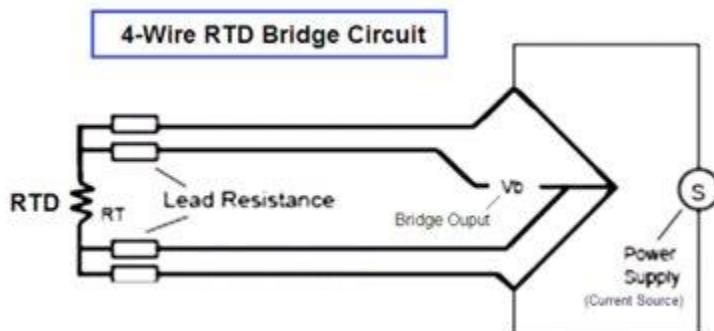 4-Wire RTD Bridge Circuit
RTD
RT
Lead Resistance
Vb
Bridge Ouput
S
Power
Supply
(Current Source)